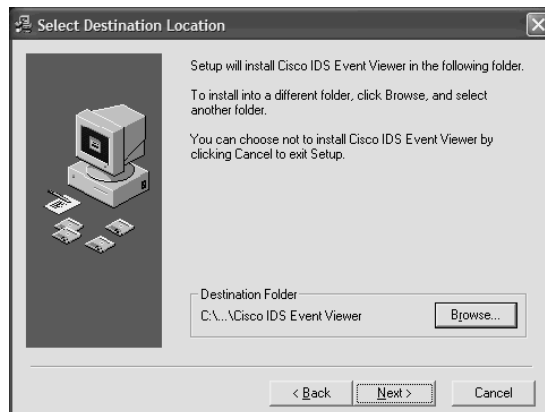 Select Destination Location
Setup will install Cisco IDS Event Viewer in the following folder.
To install into a different folder, click Browse, and select
another folder.
You can choose not to install Cisco IDS Event Viewer by
clicking Cancel to exit Setup.
Destination Folder
C:\...\Cisco IDS Event Viewer
Browse...
< Back
Next >
Cancel